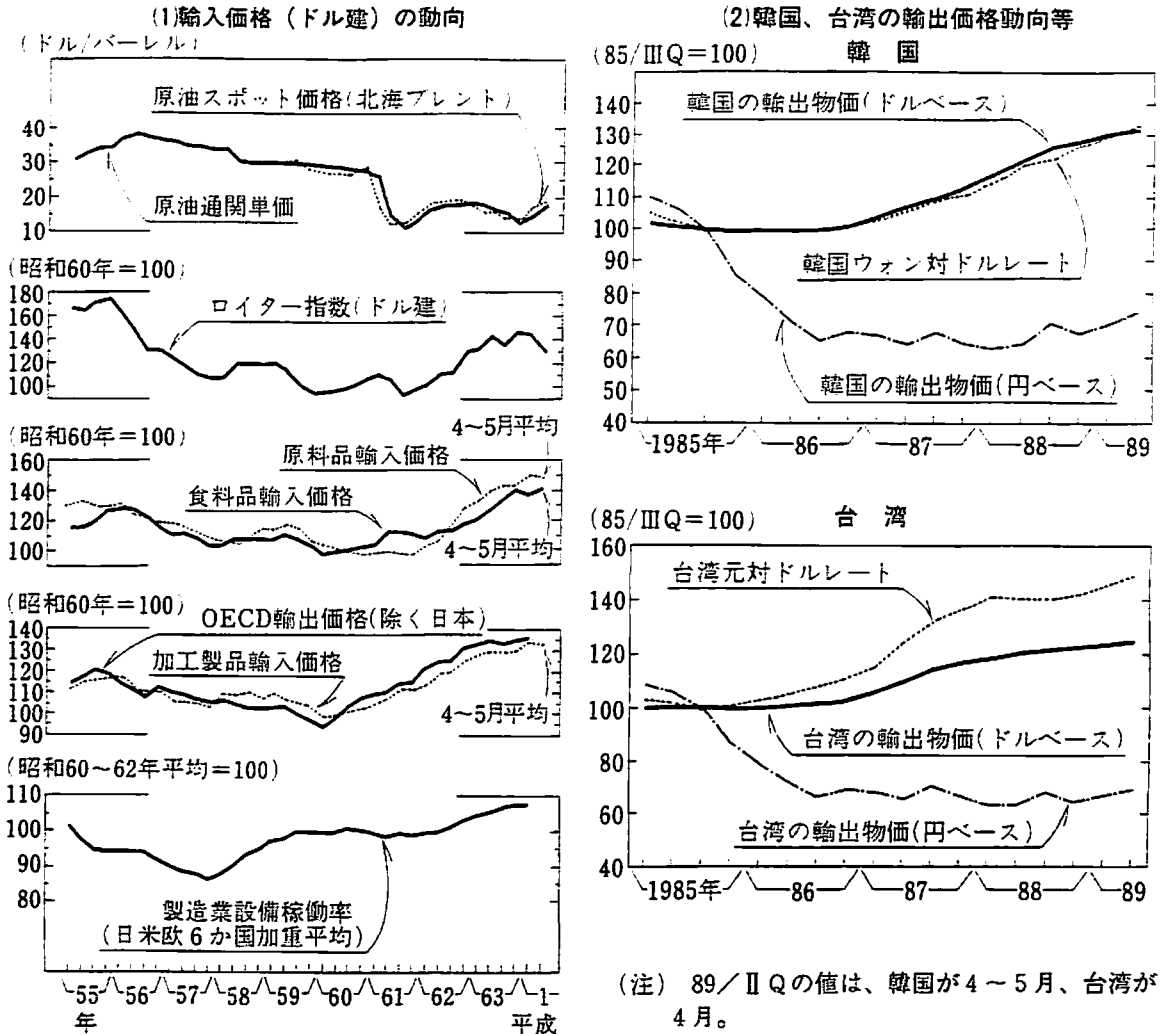 (1)輸入価格（ドル建）の動向
(ドル/バーレル)
原油スポット価格(北海ブレント)
40
30
20
10
原油通関単価
(昭和60年＝100)
180
160
140
120
100
ロイター指数(ドル建)
(昭和60年＝100)
4～5月平均
160
140
120
100
原料品輸入価格
食料品輸入価格
4～5月平均
(昭和60年＝100)
140
130
120
110
100
90
OECD輸出価格(除く日本)
加工製品輸入価格
4～5月平均
(昭和60～62年平均＝100)
110
100
90
80
製造業設備稼働率
(日米欧6か国加重平均)
55 56 57 58 59 60 61 62 63 1
年 平成
(2)韓国、台湾の輸出価格動向等
(85/ⅢQ＝100) 韓国
140
130
120
110
100
90
80
70
60
50
40
韓国の輸出物価(ドルベース)
韓国ウォン対ドルレート
韓国の輸出物価(円ベース)
1985年 86 87 88 89
(85/ⅢQ＝100) 台湾
160
140
120
100
80
60
40
台湾元対ドルレート
台湾の輸出物価(ドルベース)
台湾の輸出物価(円ベース)
1985年 86 87 88 89
(注) 89／ⅡQの値は、韓国が4～5月、台湾が
4月。